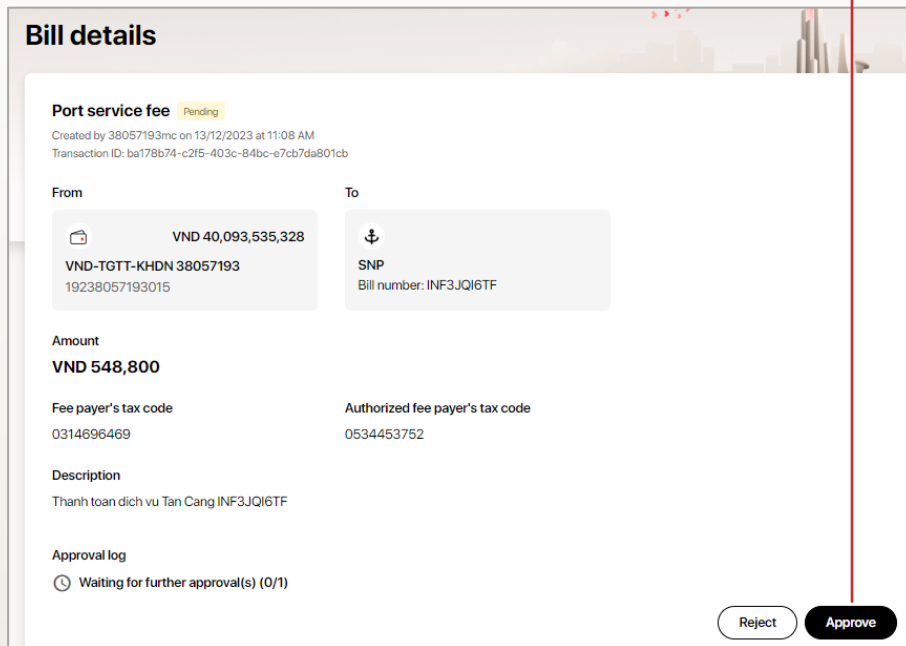 Bill details
Port service fee Pending
Created by 38057193mc on 13/12/2023 at 11:08 AM
Transaction ID: ba178b74-c2f5-403c-84bc-e7cb7da801cb
From
To
VND 40,093,535,328
VND-TGTT-KHDN 38057193
19238057193015
SNP
Bill number: INF3JQI6TF
Amount
VND 548,800
Fee payer's tax code
Authorized fee payer's tax code
0314696469
0534453752
Description
Thanh toan dich vu Tan Cang INF3JQI6TF
Approval log
Waiting for further approval(s) (0/1)
Reject
Approve